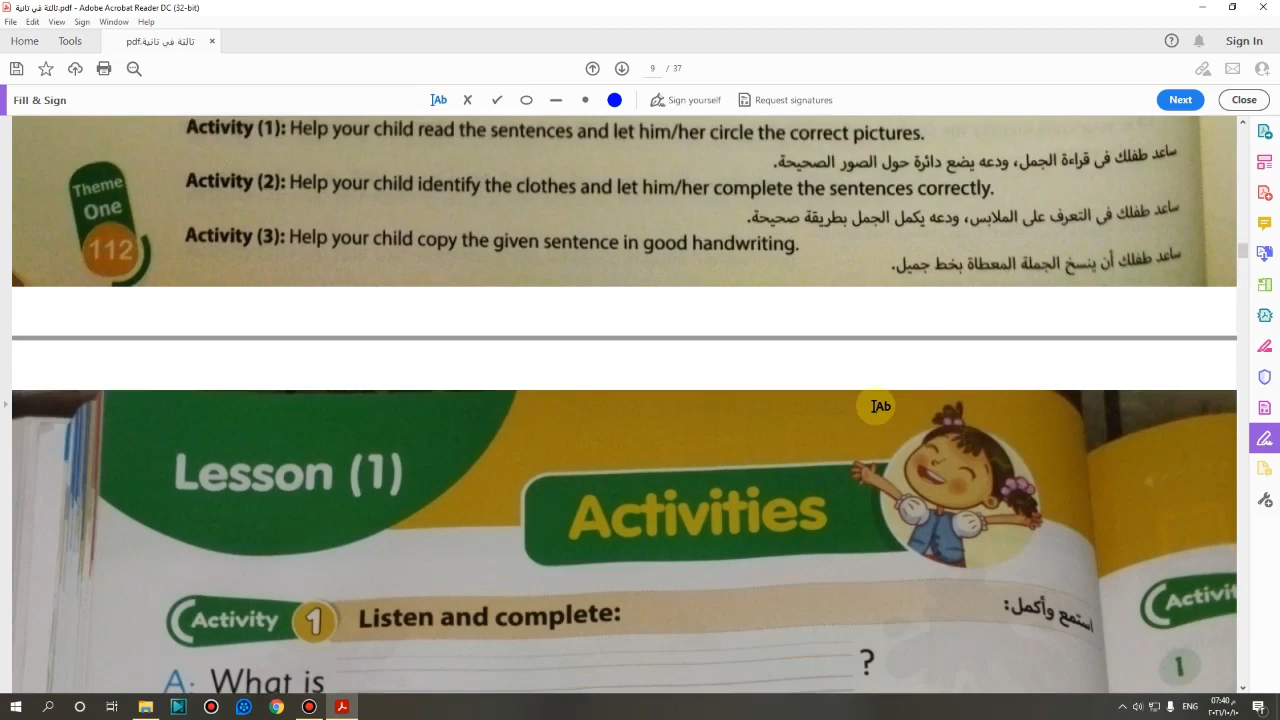 تالتة في تانية.pdf - Adobe Acrobat Reader DC (32-bit)
File Edit View Sign Window Help
Home Tools تالتة في تانية.pdf × Sign In
9 / 37
Fill & Sign Ab Sign yourself Request signatures Next Close
Activity (1): Help your child read the sentences and let him/her circle the correct pictures.
ساعد طفلك فى قراءة الجمل، ودعه يضع دائرة حول الصور الصحيحة.
Theme
One
112
Activity (2): Help your child identify the clothes and let him/her complete the sentences correctly.
ساعد طفلك فى التعرف على الملابس، ودعه يكمل الجمل بطريقة صحيحة.
Activity (3): Help your child copy the given sentence in good handwriting.
ساعد طفلك أن ينسخ الجملة المعطاة بخط جميل.
Ab
Lesson (1)
Activities
Activity 1 Listen and complete:
استمع وأكمل:
Activit
1
A: What is ?
ENG
07:40 م